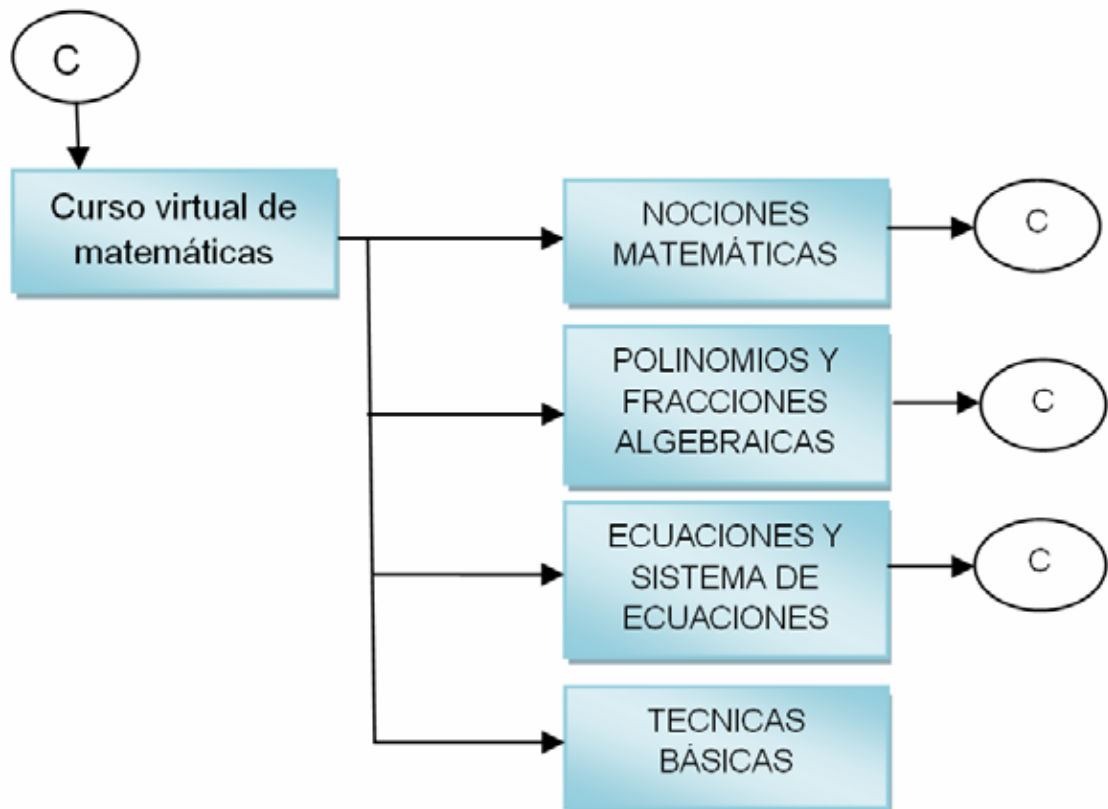 C
Curso virtual de
matemáticas
NOCIONES
MATEMÁTICAS
C
POLINOMIOS Y
FRACCIONES
ALGEBRAICAS
C
ECUACIONES Y
SISTEMA DE
ECUACIONES
C
TECNICAS
BÁSICAS